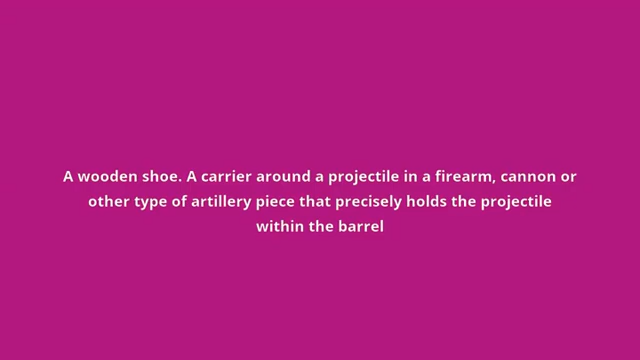 A wooden shoe. A carrier around a projectile in a firearm, cannon or
other type of artillery piece that precisely holds the projectile
within the barrel